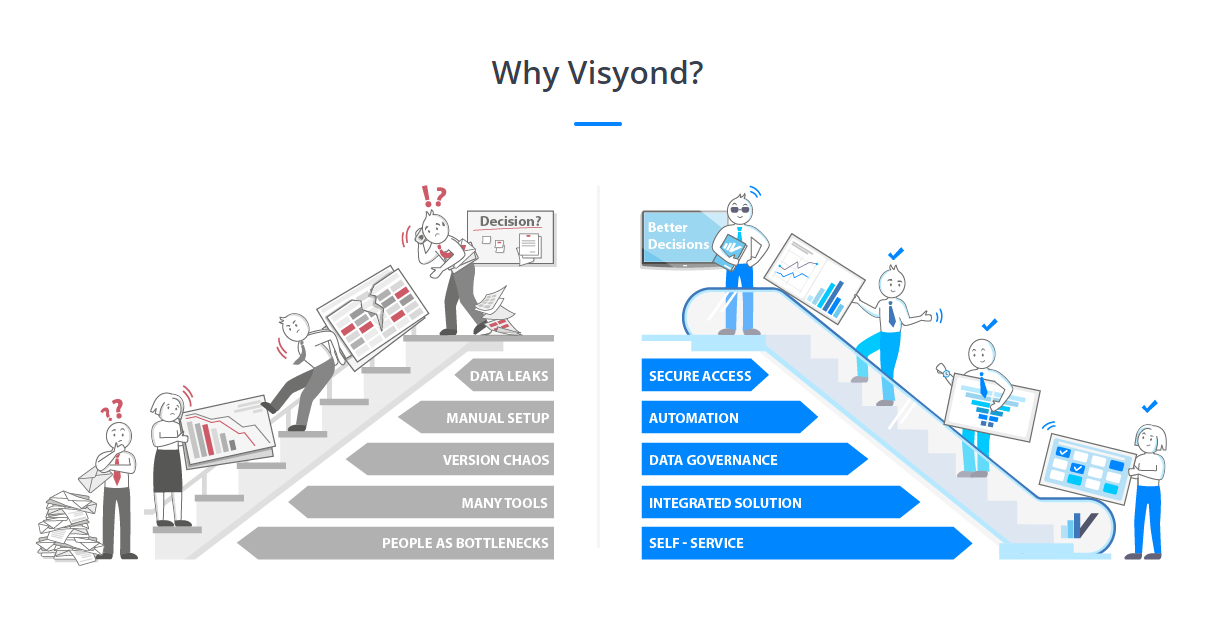 Why Visyond?
!?
Decision?
??
DATA LEAKS
MANUAL SETUP
VERSION CHAOS
MANY TOOLS
PEOPLE AS BOTTLENECKS
Better
Decisions
SECURE ACCESS
AUTOMATION
DATA GOVERNANCE
INTEGRATED SOLUTION
SELF - SERVICE